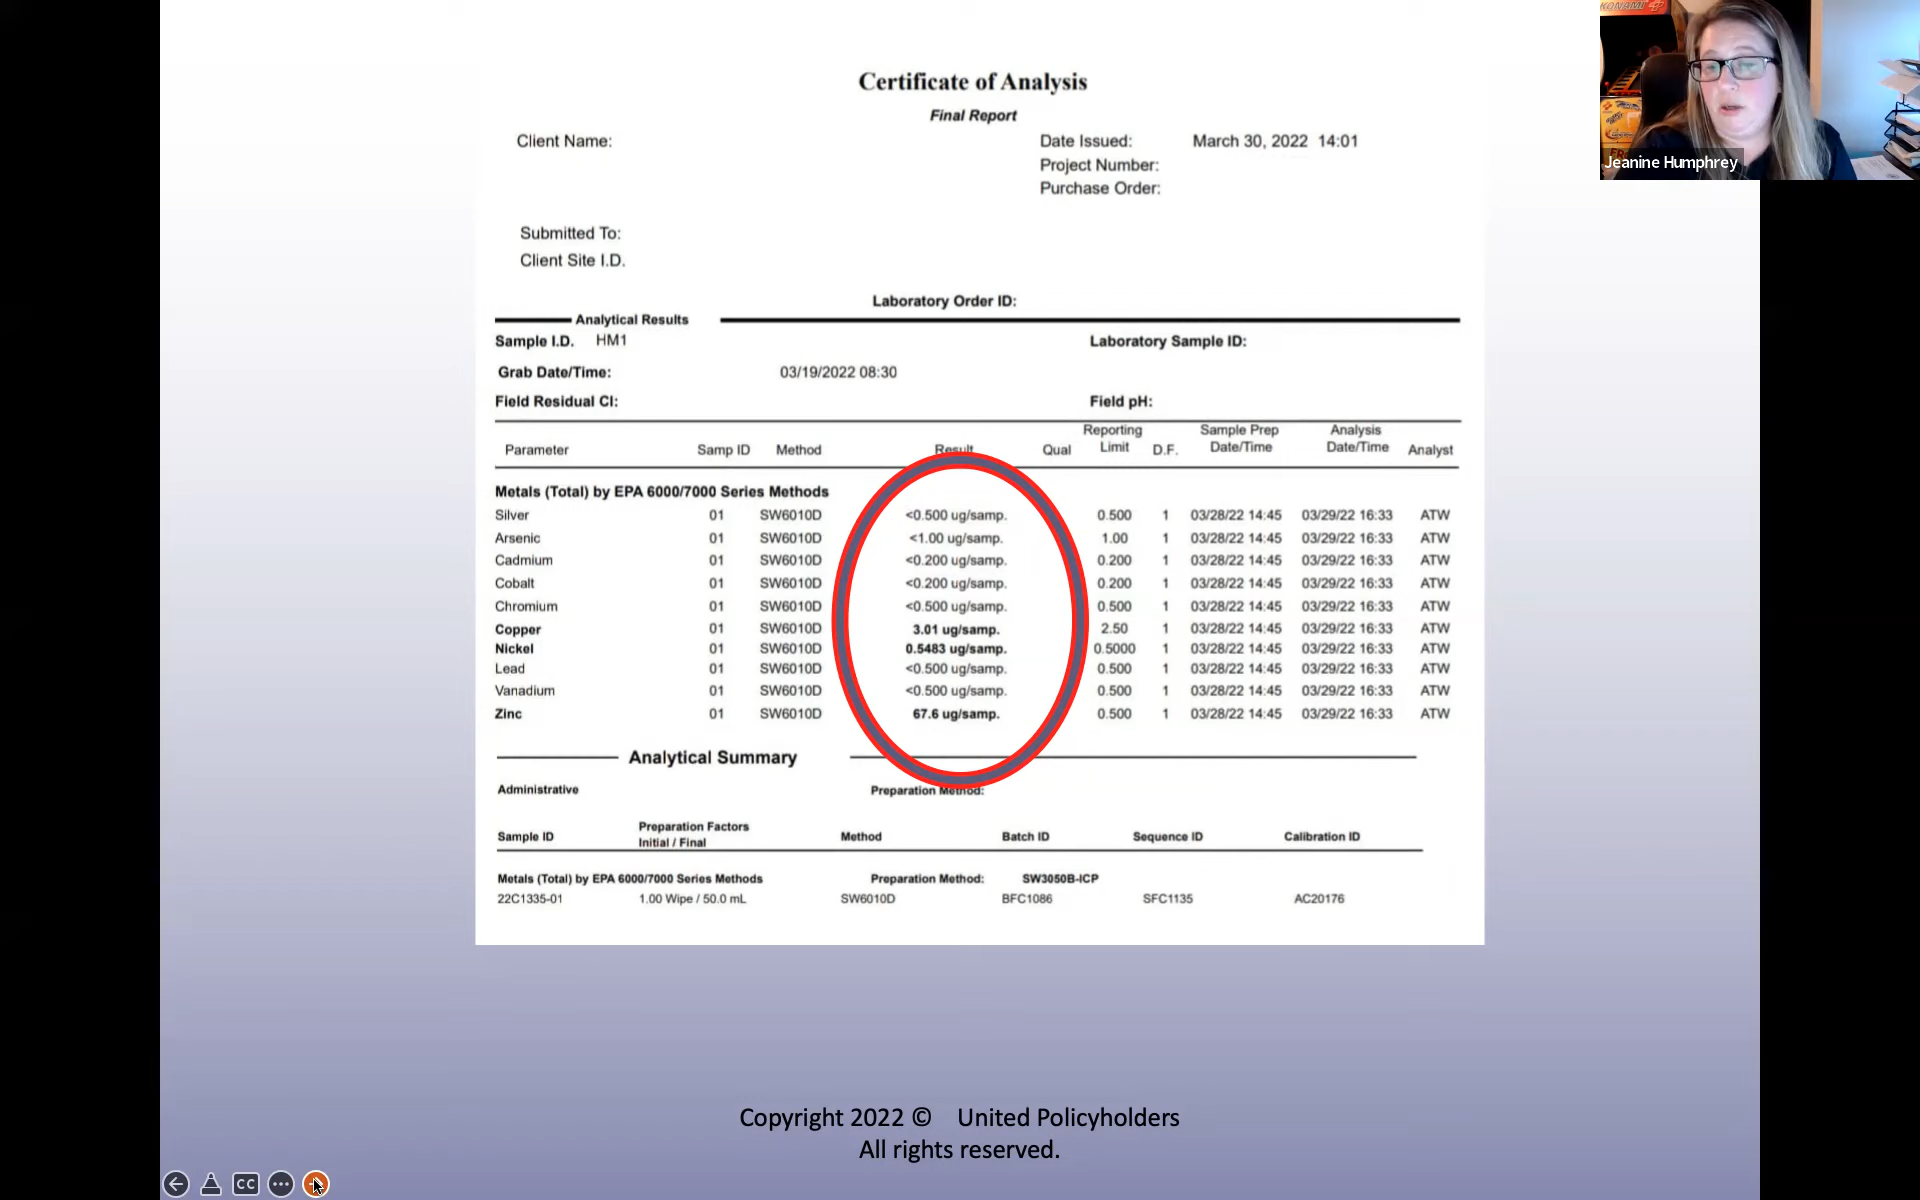 KONAMI
Jeanine Humphrey
Certificate of Analysis
Final Report
Client Name:
Date Issued: March 30, 2022 14:01
Project Number:
Purchase Order:
Submitted To:
Client Site I.D.
Laboratory Order ID:
Analytical Results
Sample I.D. HM1 Laboratory Sample ID:
Grab Date/Time: 03/19/2022 08:30
Field Residual Cl: Field pH:
Parameter Samp ID Method Result Qual Reporting Limit D.F. Sample Prep Date/Time Analysis Date/Time Analyst
Metals (Total) by EPA 6000/7000 Series Methods
Silver 01 SW6010D <0.500 ug/samp. 0.500 1 03/28/22 14:45 03/29/22 16:33 ATW
Arsenic 01 SW6010D <1.00 ug/samp. 1.00 1 03/28/22 14:45 03/29/22 16:33 ATW
Cadmium 01 SW6010D <0.200 ug/samp. 0.200 1 03/28/22 14:45 03/29/22 16:33 ATW
Cobalt 01 SW6010D <0.200 ug/samp. 0.200 1 03/28/22 14:45 03/29/22 16:33 ATW
Chromium 01 SW6010D <0.500 ug/samp. 0.500 1 03/28/22 14:45 03/29/22 16:33 ATW
Copper 01 SW6010D 3.01 ug/samp. 2.50 1 03/28/22 14:45 03/29/22 16:33 ATW
Nickel 01 SW6010D 0.5483 ug/samp. 0.5000 1 03/28/22 14:45 03/29/22 16:33 ATW
Lead 01 SW6010D <0.500 ug/samp. 0.500 1 03/28/22 14:45 03/29/22 16:33 ATW
Vanadium 01 SW6010D <0.500 ug/samp. 0.500 1 03/28/22 14:45 03/29/22 16:33 ATW
Zinc 01 SW6010D 67.6 ug/samp. 0.500 1 03/28/22 14:45 03/29/22 16:33 ATW
Analytical Summary
Administrative Preparation Method:
Sample ID Preparation Factors Initial / Final Method Batch ID Sequence ID Calibration ID
Metals (Total) by EPA 6000/7000 Series Methods Preparation Method: SW3050B-ICP
22C1335-01 1.00 Wipe / 50.0 mL SW6010D BFC1086 SFC1135 AC20176
Copyright 2022 © United Policyholders
All rights reserved.
CC